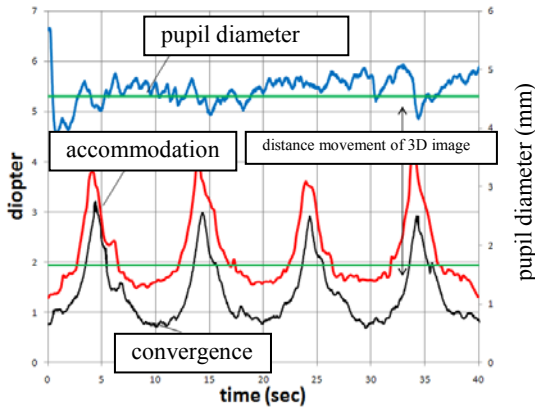 7
6
5
4
3
2
1
0
diopter
pupil diameter
accommodation
distance movement of 3D image
convergence
6
5
4
3
2
1
0
pupil diameter (mm)
0 5 10 15 20 25 30 35 40
time (sec)